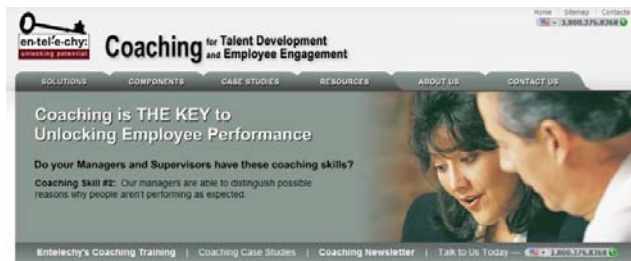 Home | Sitemap | Contacts
1.800.376.8368
en·tel′·e·chy:
unlocking potential
Coaching for Talent Development
and Employee Engagement
SOLUTIONS
COMPONENTS
CASE STUDIES
RESOURCES
ABOUT US
CONTACT US
Coaching is THE KEY to
Unlocking Employee Performance
Do your Managers and Supervisors have these coaching skills?
Coaching Skill #2: Our managers are able to distinguish possible
reasons why people aren't performing as expected.
Entelechy's Coaching Training | Coaching Case Studies | Coaching Newsletter | Talk to Us Today — 1.800.376.8368